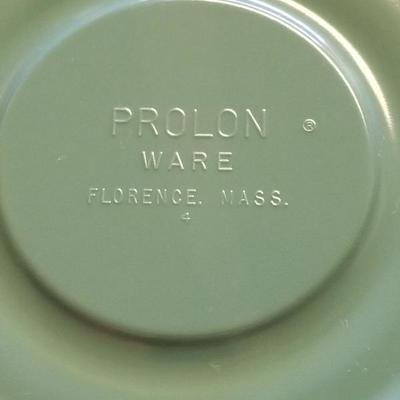 PROLON ®
WARE
FLORENCE. MASS.
4